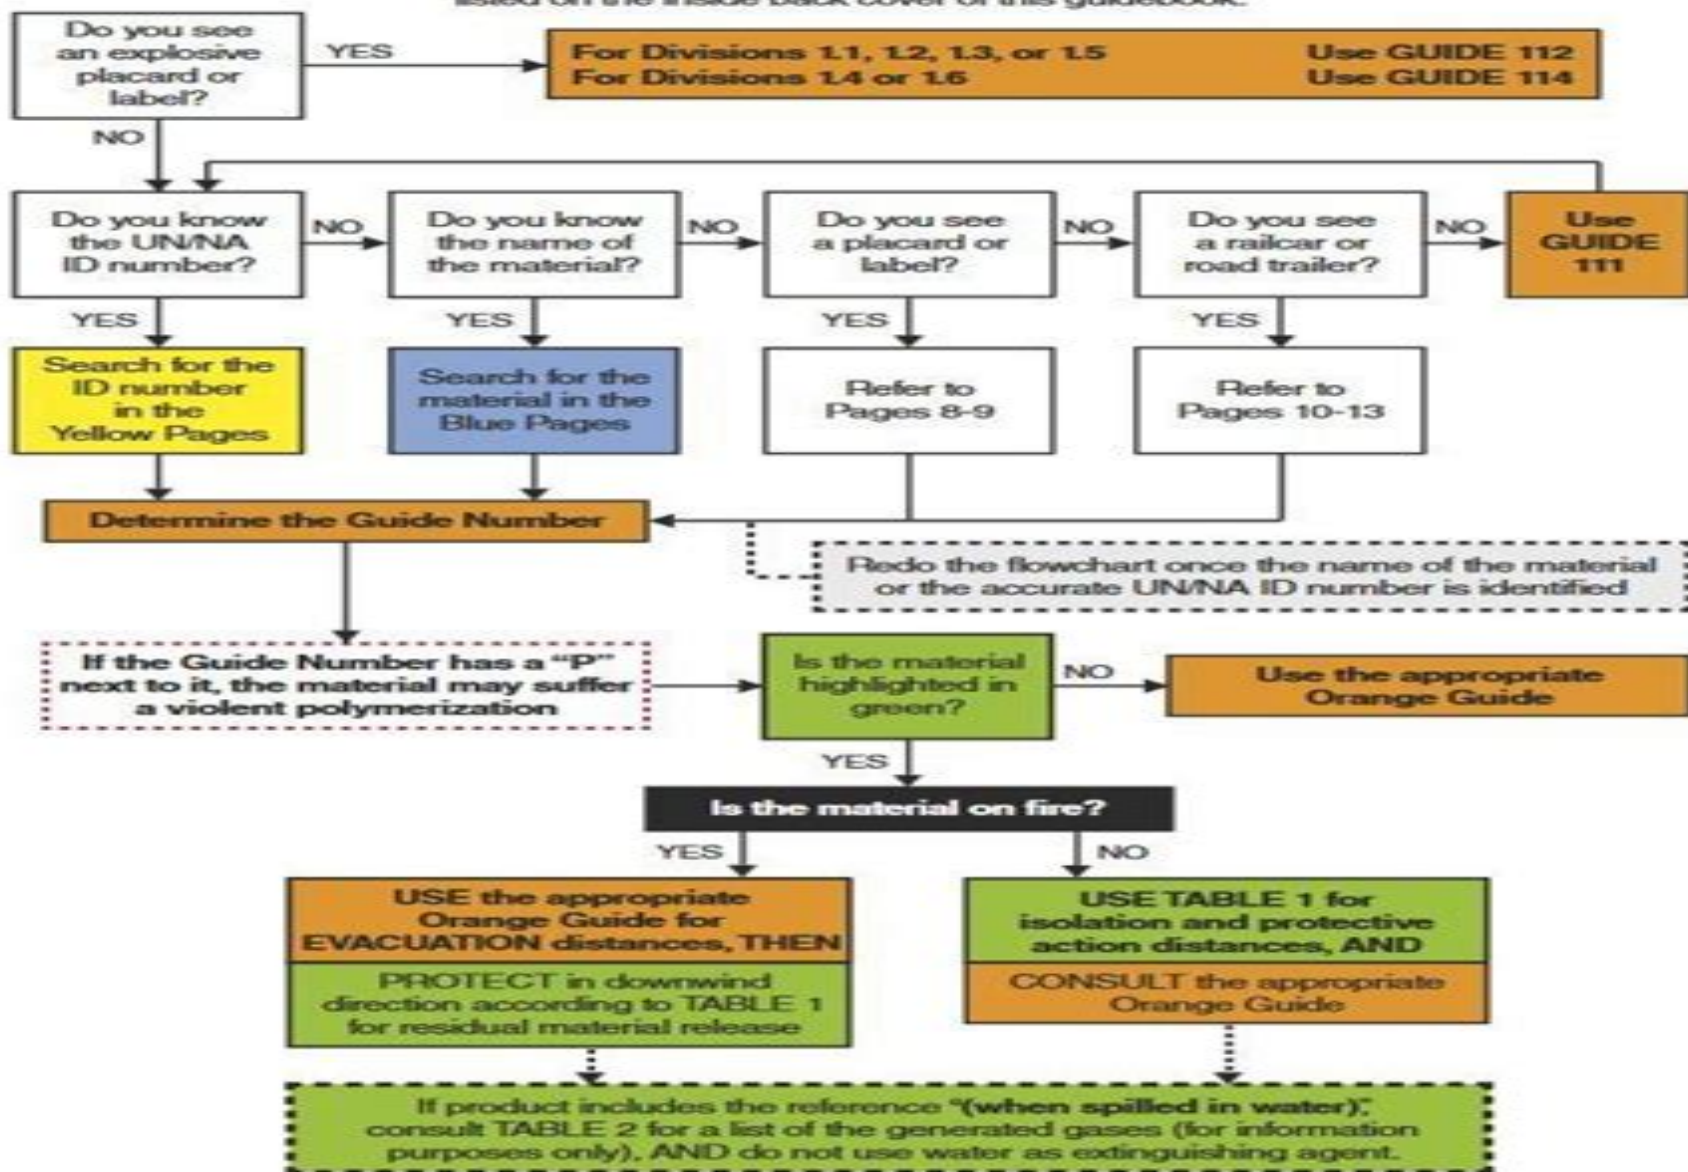 listed on the inside back cover of this guidebook.
Do you see
an explosive
placard or
label?
YES
For Divisions 1.1, 1.2, 1.3, or 1.5 Use GUIDE 112
For Divisions 1.4 or 1.6 Use GUIDE 114
NO
Do you know
the UN/NA
ID number?
NO
Do you know
the name of
the material?
NO
Do you see
a placard or
label?
NO
Do you see
a railcar or
road trailer?
NO
Use
GUIDE
111
YES
YES
YES
YES
Search for the
ID number
in the
Yellow Pages
Search for the
material in the
Blue Pages
Refer to
Pages 8-9
Refer to
Pages 10-13
Determine the Guide Number
Redo the flowchart once the name of the material
or the accurate UN/NA ID number is identified
If the Guide Number has a "P"
next to it, the material may suffer
a violent polymerization
Is the material
highlighted in
green?
NO
Use the appropriate
Orange Guide
YES
Is the material on fire?
YES
NO
USE the appropriate
Orange Guide for
EVACUATION distances, THEN
PROTECT in downwind
direction according to TABLE 1
for residual material release
USE TABLE 1 for
isolation and protective
action distances, AND
CONSULT the appropriate
Orange Guide
If product includes the reference "(when spilled in water)",
consult TABLE 2 for a list of the generated gases (for information
purposes only), AND do not use water as extinguishing agent.